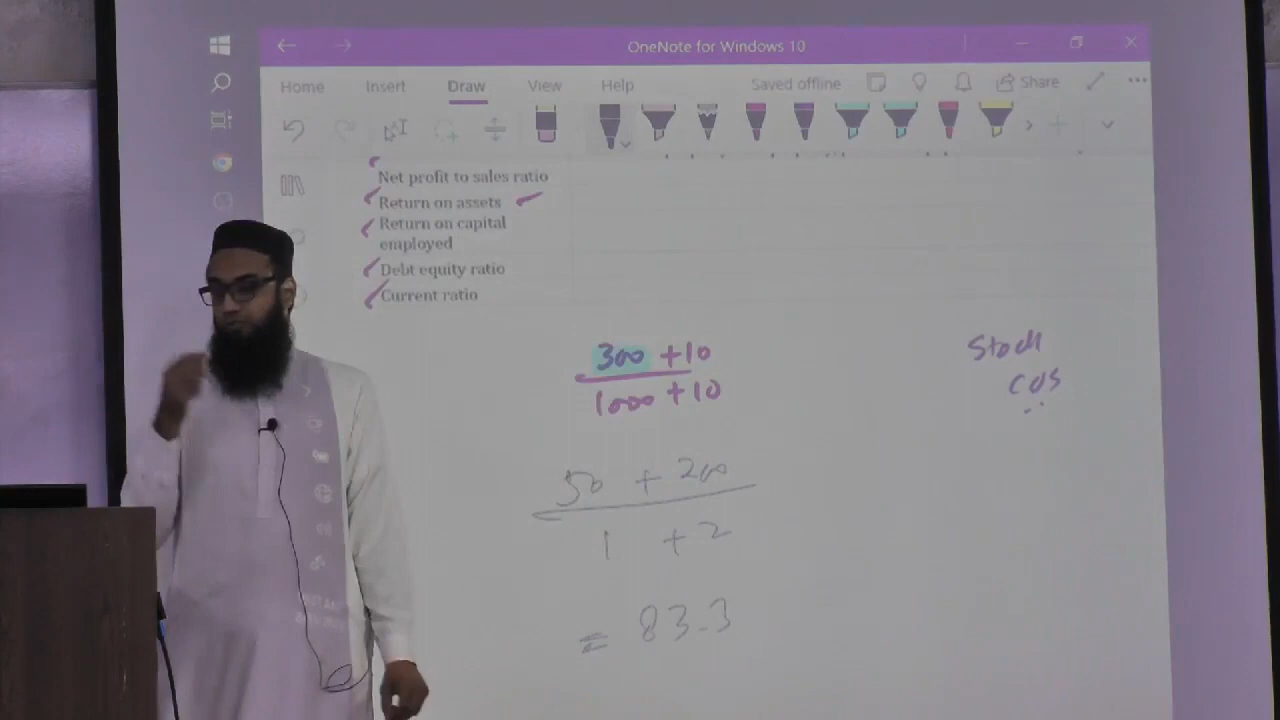 OneNote for Windows 10
Home Insert Draw View Help Saved offline Share
Net profit to sales ratio
Return on assets
Return on capital
employed
Debt equity ratio
Current ratio
300 + 10
1000 + 10
Stock
COS
50 + 200
1 + 2
= 83.3